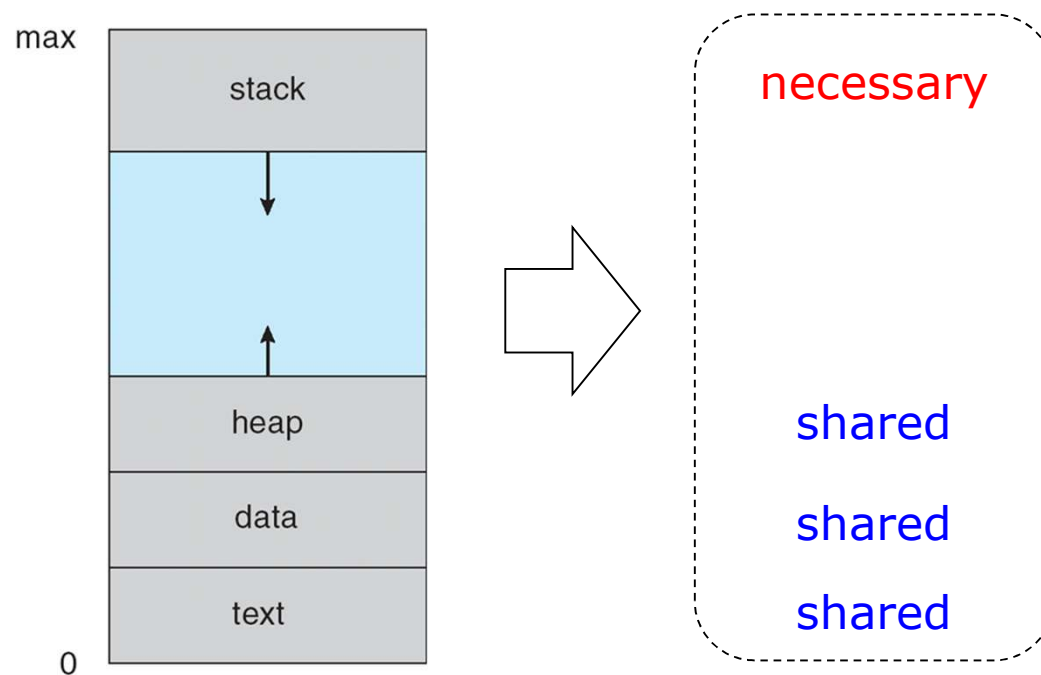 max
stack
necessary
heap
shared
data
shared
text
shared
0